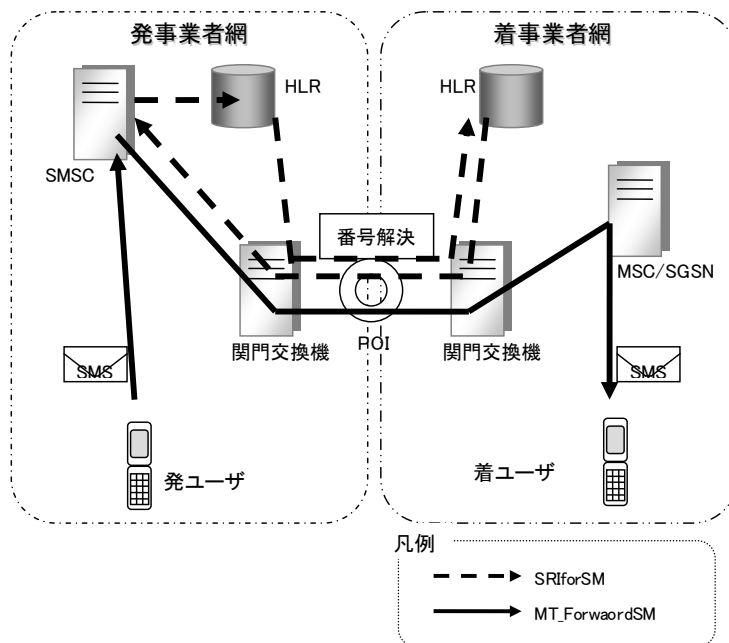 発事業者網
着事業者網
HLR
HLR
SMSC
番号解決
MSC/SGSN
関門交換機
POI
関門交換機
SMS
SMS
発ユーザ
着ユーザ
凡例
SRIforSM
MT_ForwaordSM